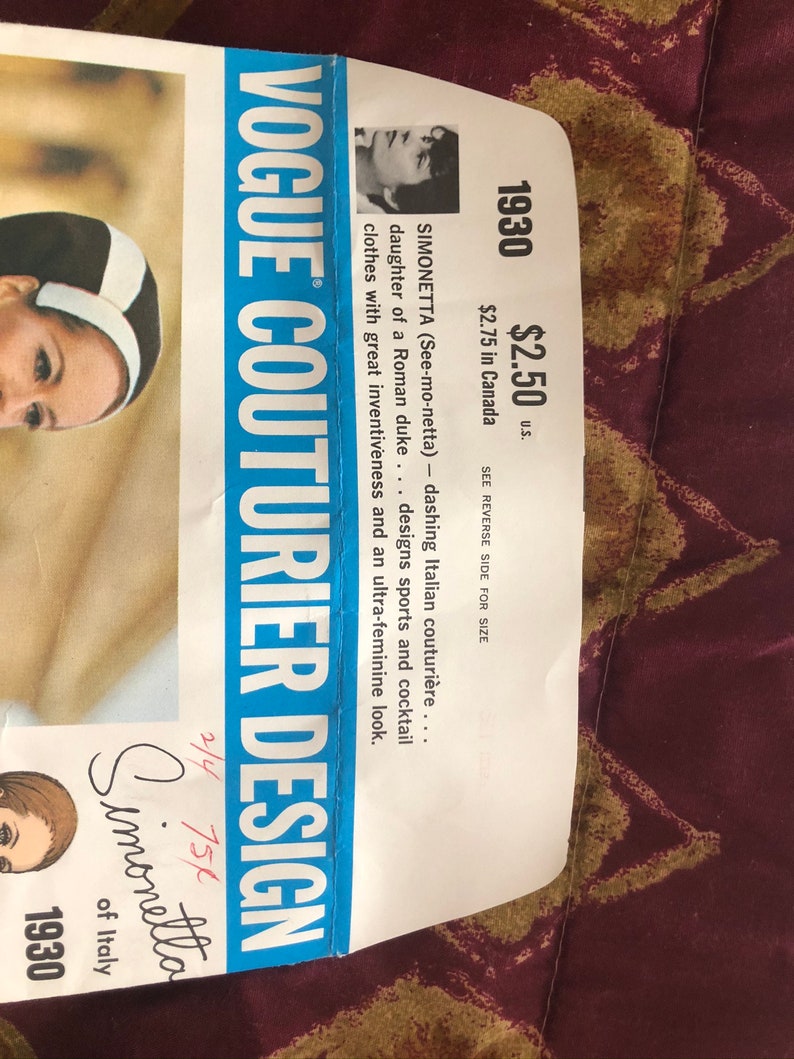 1930
$2.50 U.S.
$2.75 in Canada
SEE REVERSE SIDE FOR SIZE
SIMONETTA (See-mo-netta) — dashing Italian couturière . . .
daughter of a Roman duke . . . designs sports and cocktail
clothes with great inventiveness and an ultra-feminine look.
VOGUE® COUTURIER DESIGN
2/4 75¢
Simonetta
of Italy
1930